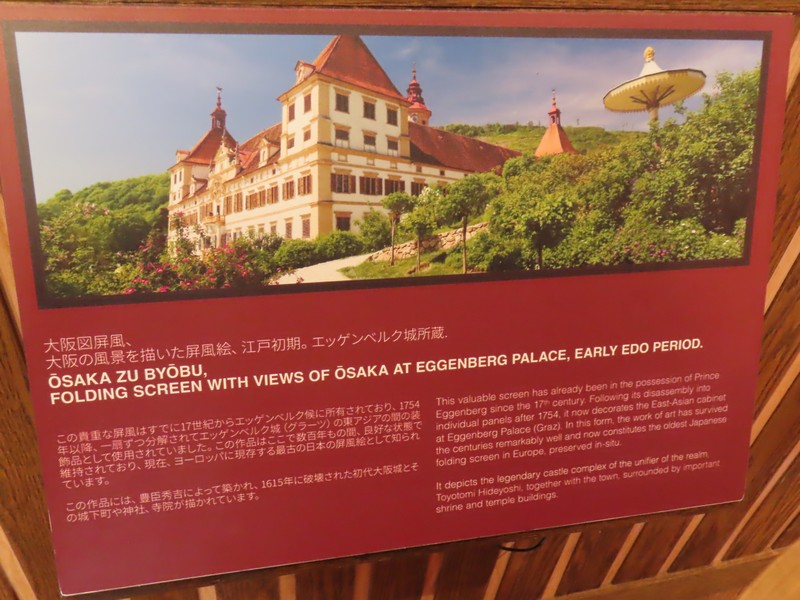 大阪図屏風、
大阪の風景を描いた屏風絵、江戸初期。エッゲンベルク城所蔵.
ŌSAKA ZU BYŌBU,
FOLDING SCREEN WITH VIEWS OF ŌSAKA AT EGGENBERG PALACE, EARLY EDO PERIOD.
この貴重な屏風はすでに17世紀からエッゲンベルク候に所有されており、1754
年以降、一扇ずつ分解されてエッゲンベルク城（グラーツ）の東アジアの間の装
飾品として使用されていました。この作品はここで数百年もの間、良好な状態で
維持されており、現在、ヨーロッパに現存する最古の日本の屏風絵として知られ
ています。
この作品には、豊臣秀吉によって築かれ、1615年に破壊された初代大阪城とそ
の城下町や神社、寺院が描かれています。
This valuable screen has already been in the possession of Prince
Eggenberg since the 17th century. Following its disassembly into
individual panels after 1754, it now decorates the East-Asian cabinet
at Eggenberg Palace (Graz). In this form, the work of art has survived
the centuries remarkably well and now constitutes the oldest Japanese
folding screen in Europe, preserved in-situ.
It depicts the legendary castle complex of the unifier of the realm,
Toyotomi Hideyoshi, together with the town, surrounded by important
shrine and temple buildings.